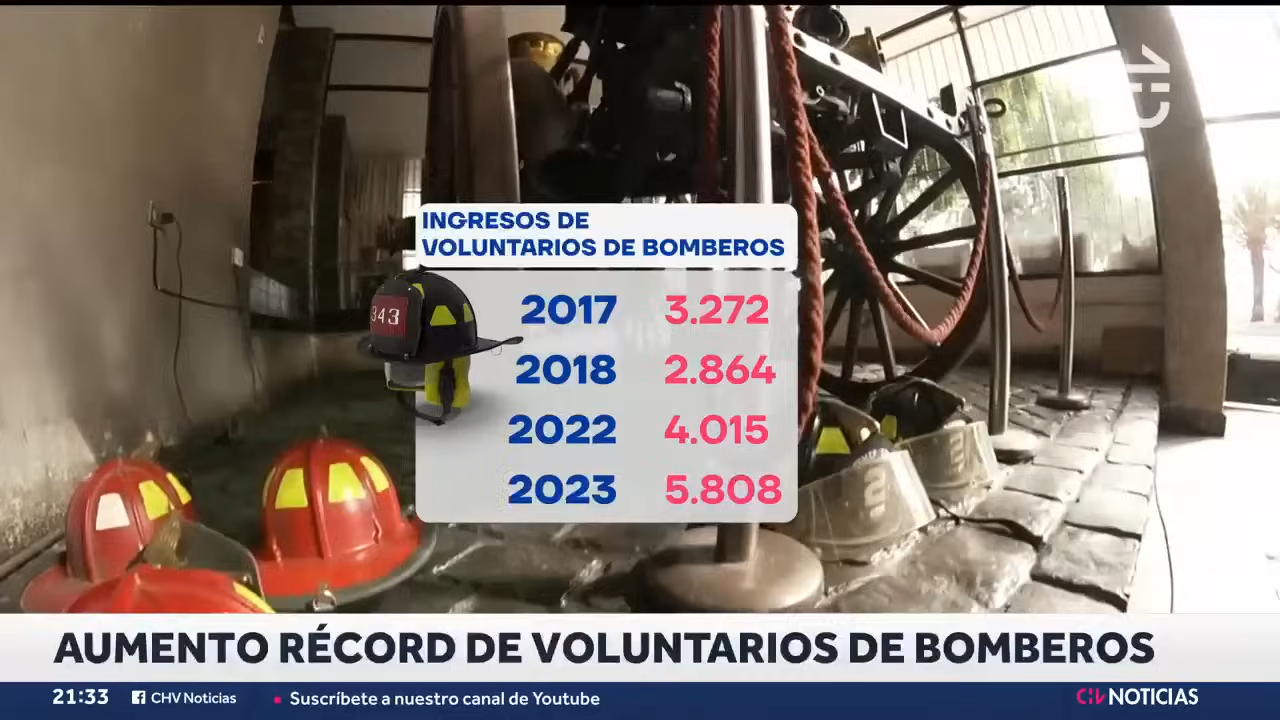 INGRESOS DE
VOLUNTARIOS DE BOMBEROS
343
2017 3.272
2018 2.864
2022 4.015
2023 5.808
2
AUMENTO RÉCORD DE VOLUNTARIOS DE BOMBEROS
21:33 CHV Noticias Suscríbete a nuestro canal de Youtube CHV NOTICIAS